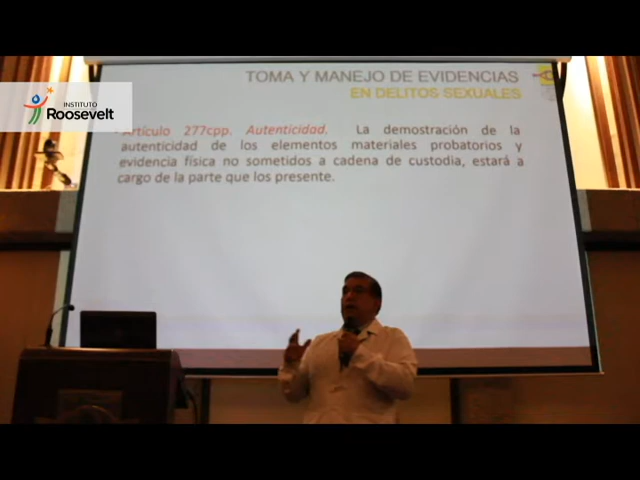 TOMA Y MANEJO DE EVIDENCIAS
EN DELITOS SEXUALES
INSTITUTO
Roosevelt
Artículo 277cpp. Autenticidad. La demostración de la
autenticidad de los elementos materiales probatorios y
evidencia física no sometidos a cadena de custodia, estará a
cargo de la parte que los presente.